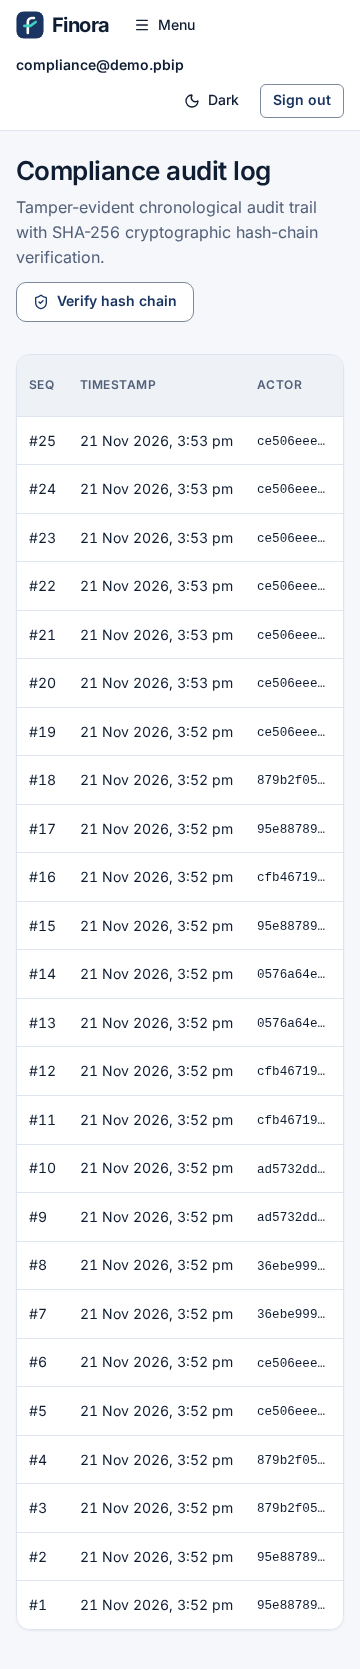 Finora
Menu
compliance@demo.pbip
Dark
Sign out
Compliance audit log
Tamper-evident chronological audit trail
with SHA-256 cryptographic hash-chain
verification.
Verify hash chain
SEQ TIMESTAMP ACTOR
#25 21 Nov 2026, 3:53 pm ce506eee…
#24 21 Nov 2026, 3:53 pm ce506eee…
#23 21 Nov 2026, 3:53 pm ce506eee…
#22 21 Nov 2026, 3:53 pm ce506eee…
#21 21 Nov 2026, 3:53 pm ce506eee…
#20 21 Nov 2026, 3:53 pm ce506eee…
#19 21 Nov 2026, 3:52 pm ce506eee…
#18 21 Nov 2026, 3:52 pm 879b2f05…
#17 21 Nov 2026, 3:52 pm 95e88789…
#16 21 Nov 2026, 3:52 pm cfb46719…
#15 21 Nov 2026, 3:52 pm 95e88789…
#14 21 Nov 2026, 3:52 pm 0576a64e…
#13 21 Nov 2026, 3:52 pm 0576a64e…
#12 21 Nov 2026, 3:52 pm cfb46719…
#11 21 Nov 2026, 3:52 pm cfb46719…
#10 21 Nov 2026, 3:52 pm ad5732dd…
#9 21 Nov 2026, 3:52 pm ad5732dd…
#8 21 Nov 2026, 3:52 pm 36ebe999…
#7 21 Nov 2026, 3:52 pm 36ebe999…
#6 21 Nov 2026, 3:52 pm ce506eee…
#5 21 Nov 2026, 3:52 pm ce506eee…
#4 21 Nov 2026, 3:52 pm 879b2f05…
#3 21 Nov 2026, 3:52 pm 879b2f05…
#2 21 Nov 2026, 3:52 pm 95e88789…
#1 21 Nov 2026, 3:52 pm 95e88789…